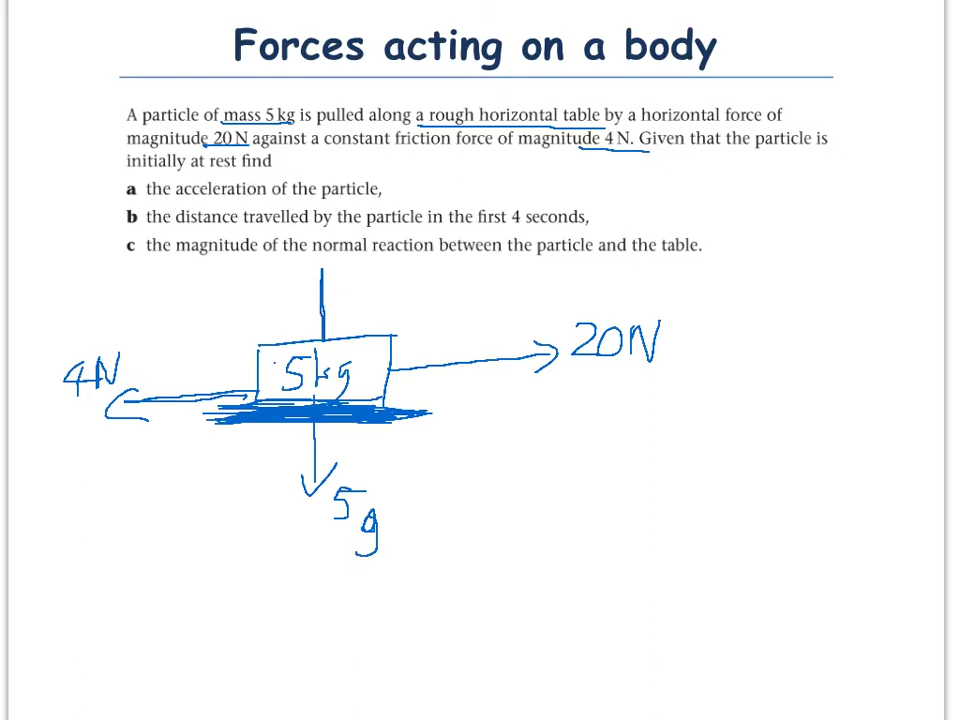 Forces acting on a body
A particle of mass 5 kg is pulled along a rough horizontal table by a horizontal force of
magnitude 20 N against a constant friction force of magnitude 4 N. Given that the particle is
initially at rest find
a the acceleration of the particle,
b the distance travelled by the particle in the first 4 seconds,
c the magnitude of the normal reaction between the particle and the table.
20N
4N
5kg
5g